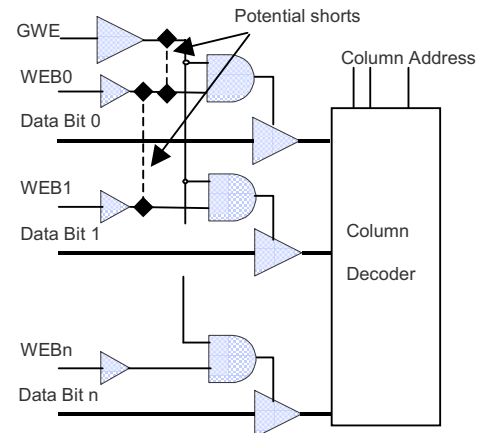 Potential shorts
GWE
Column Address
WEB0
Data Bit 0
WEB1
Data Bit 1
Column
Decoder
WEBn
Data Bit n